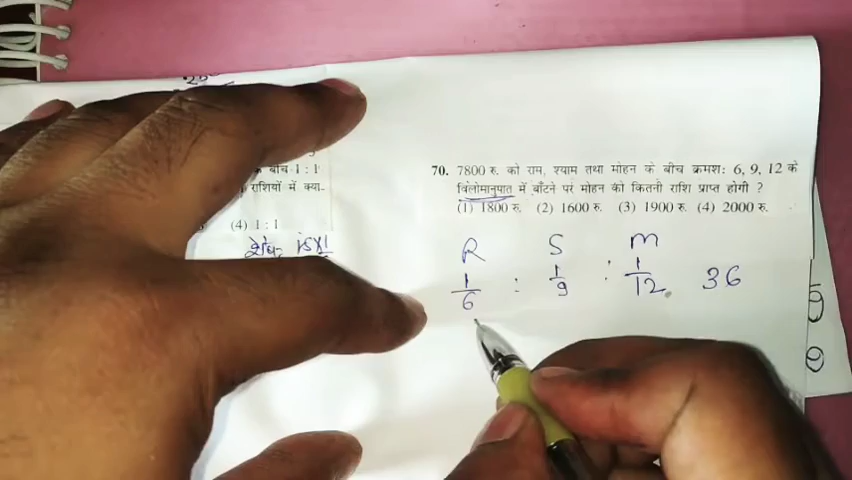 के बीच 1 : 1
राशियों में क्या-
(4) 1 : 1
70. 7800 रु. को राम, श्याम तथा मोहन के बीच क्रमशः 6, 9, 12 के
विलोमानुपात में बाँटने पर मोहन को कितनी राशि प्राप्त होगी ?
(1) 1800 रु. (2) 1600 रु. (3) 1900 रु. (4) 2000 रु.
R S M
1/6 : 1/9 : 1/12 36